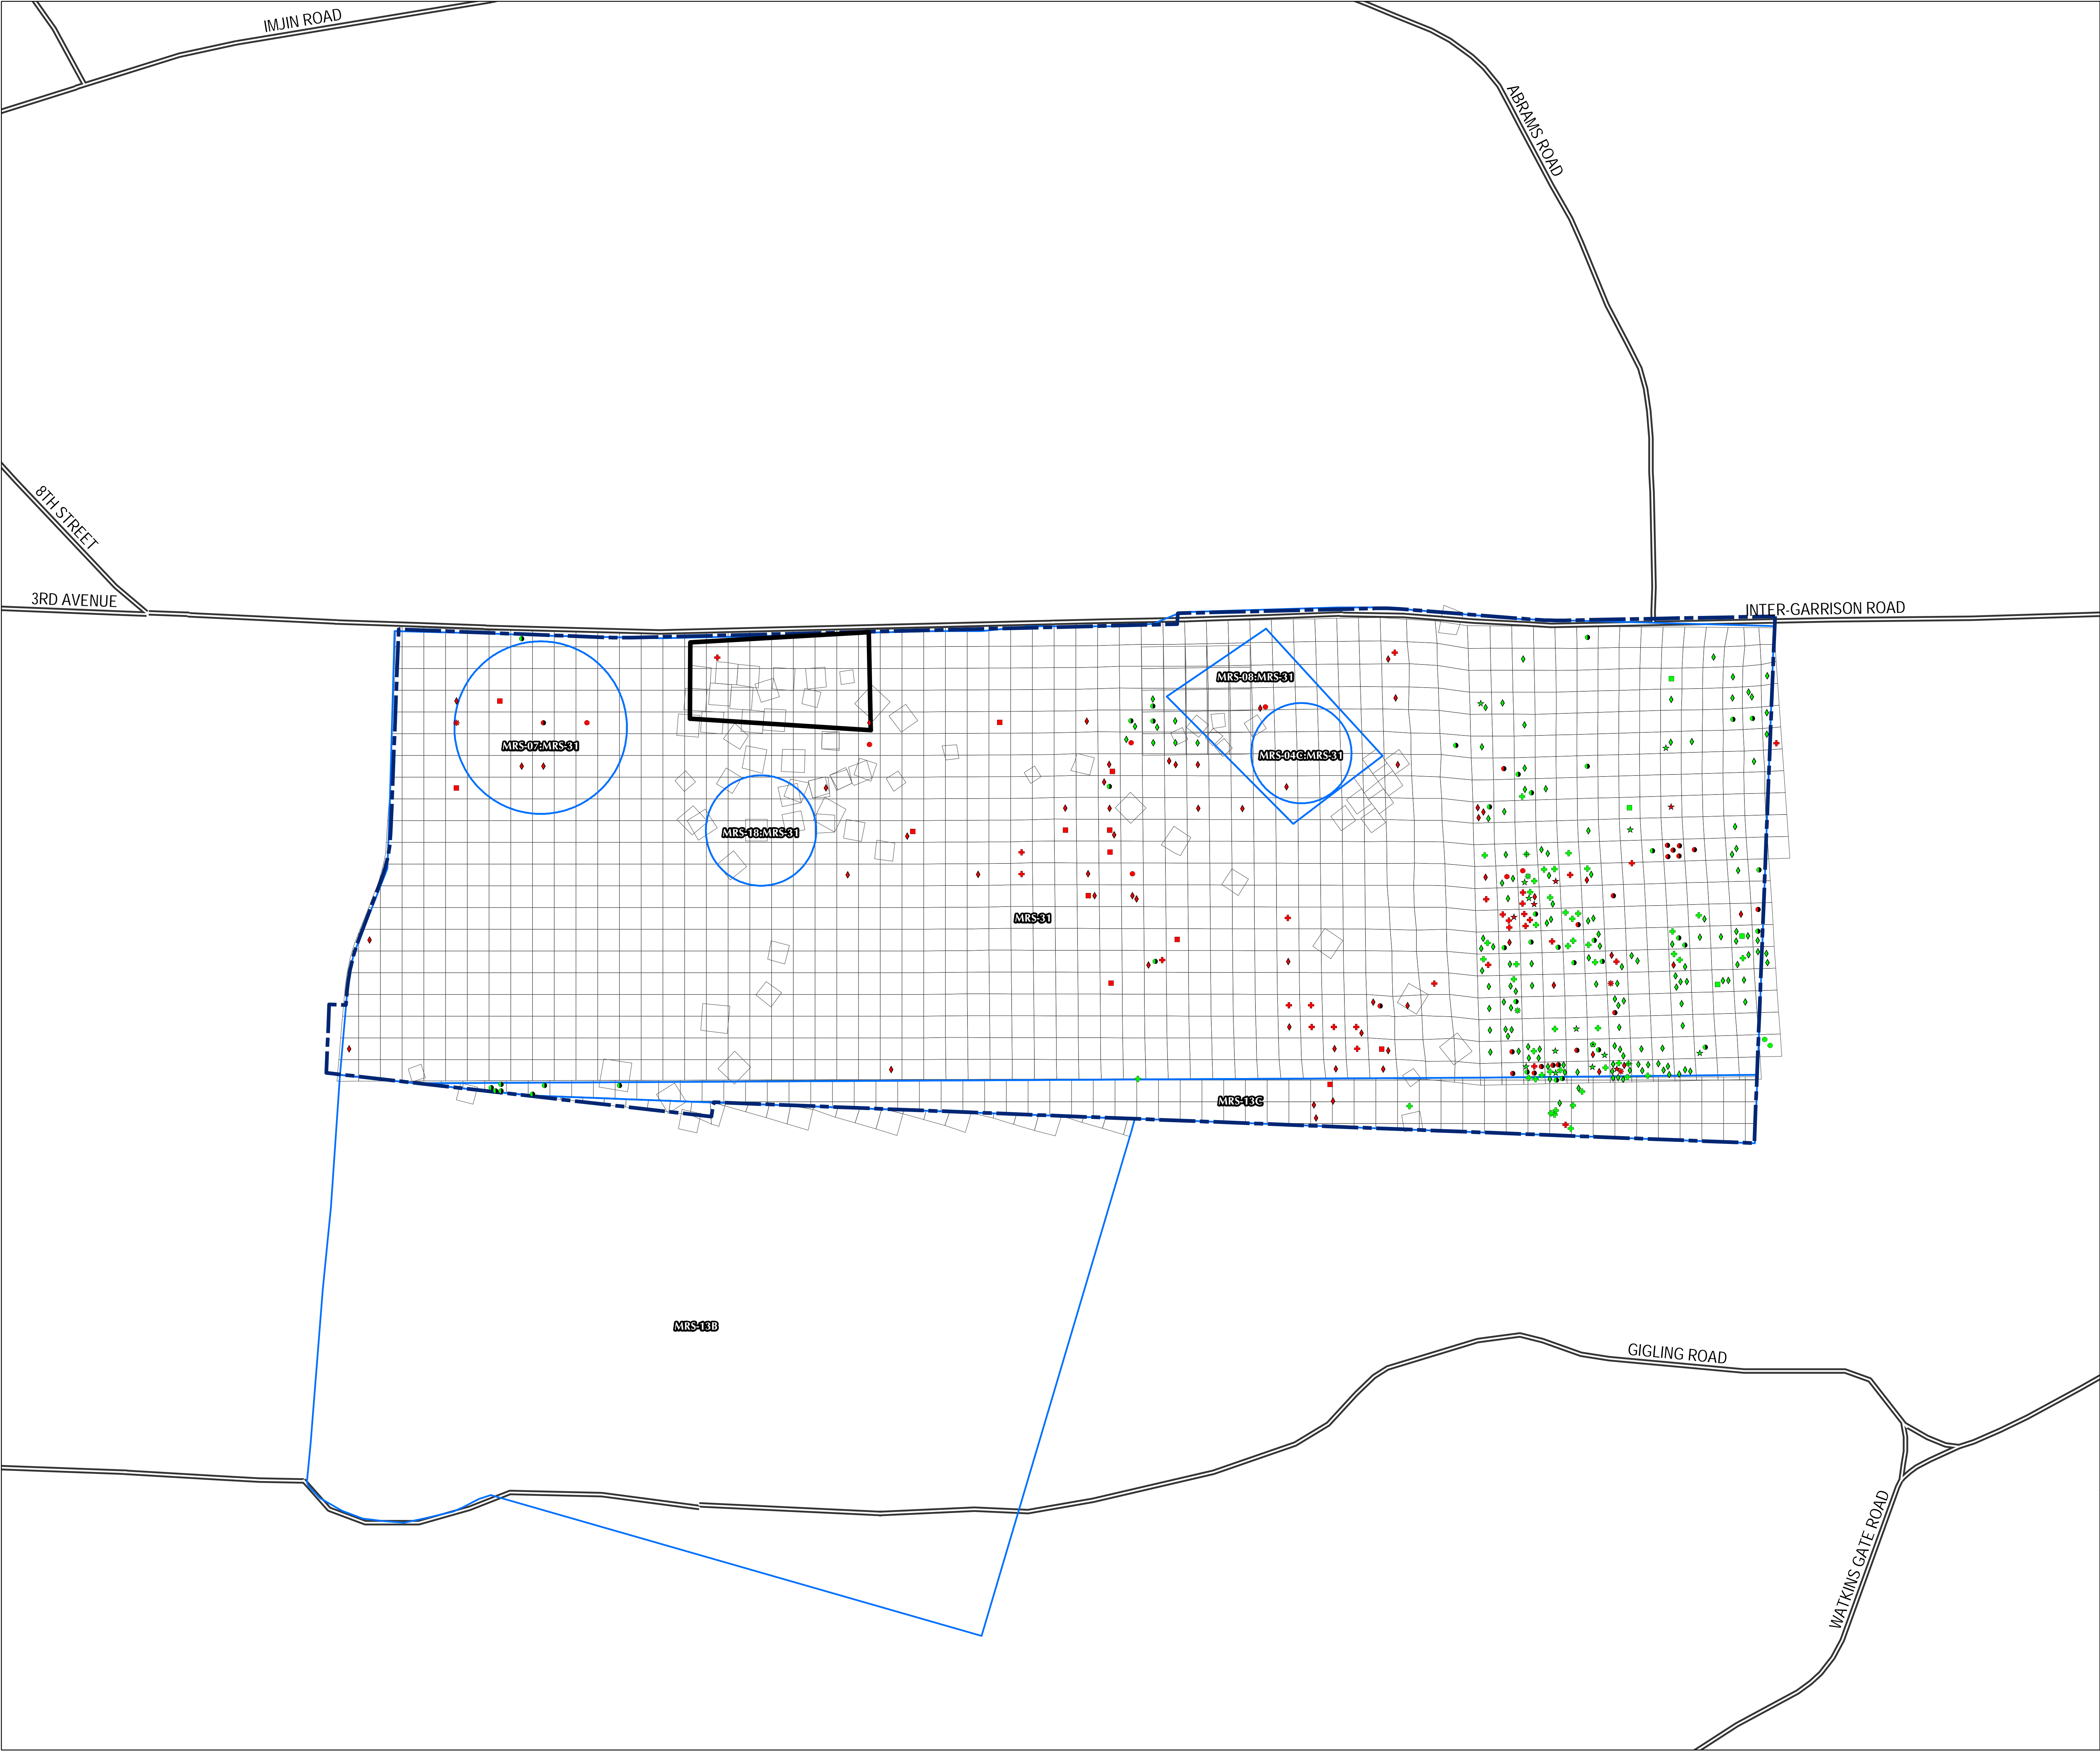 IMJIN ROAD
ABRAMS ROAD
8TH STREET
3RD AVENUE
INTER-GARRISON ROAD
MRS-08:MRS-31
MRS-07:MRS-31
MRS-04C:MRS-31
MRS-18:MRS-31
MRS-31
MRS-13C
MRS-13B
GIGLING ROAD
WATKINS GATE ROAD